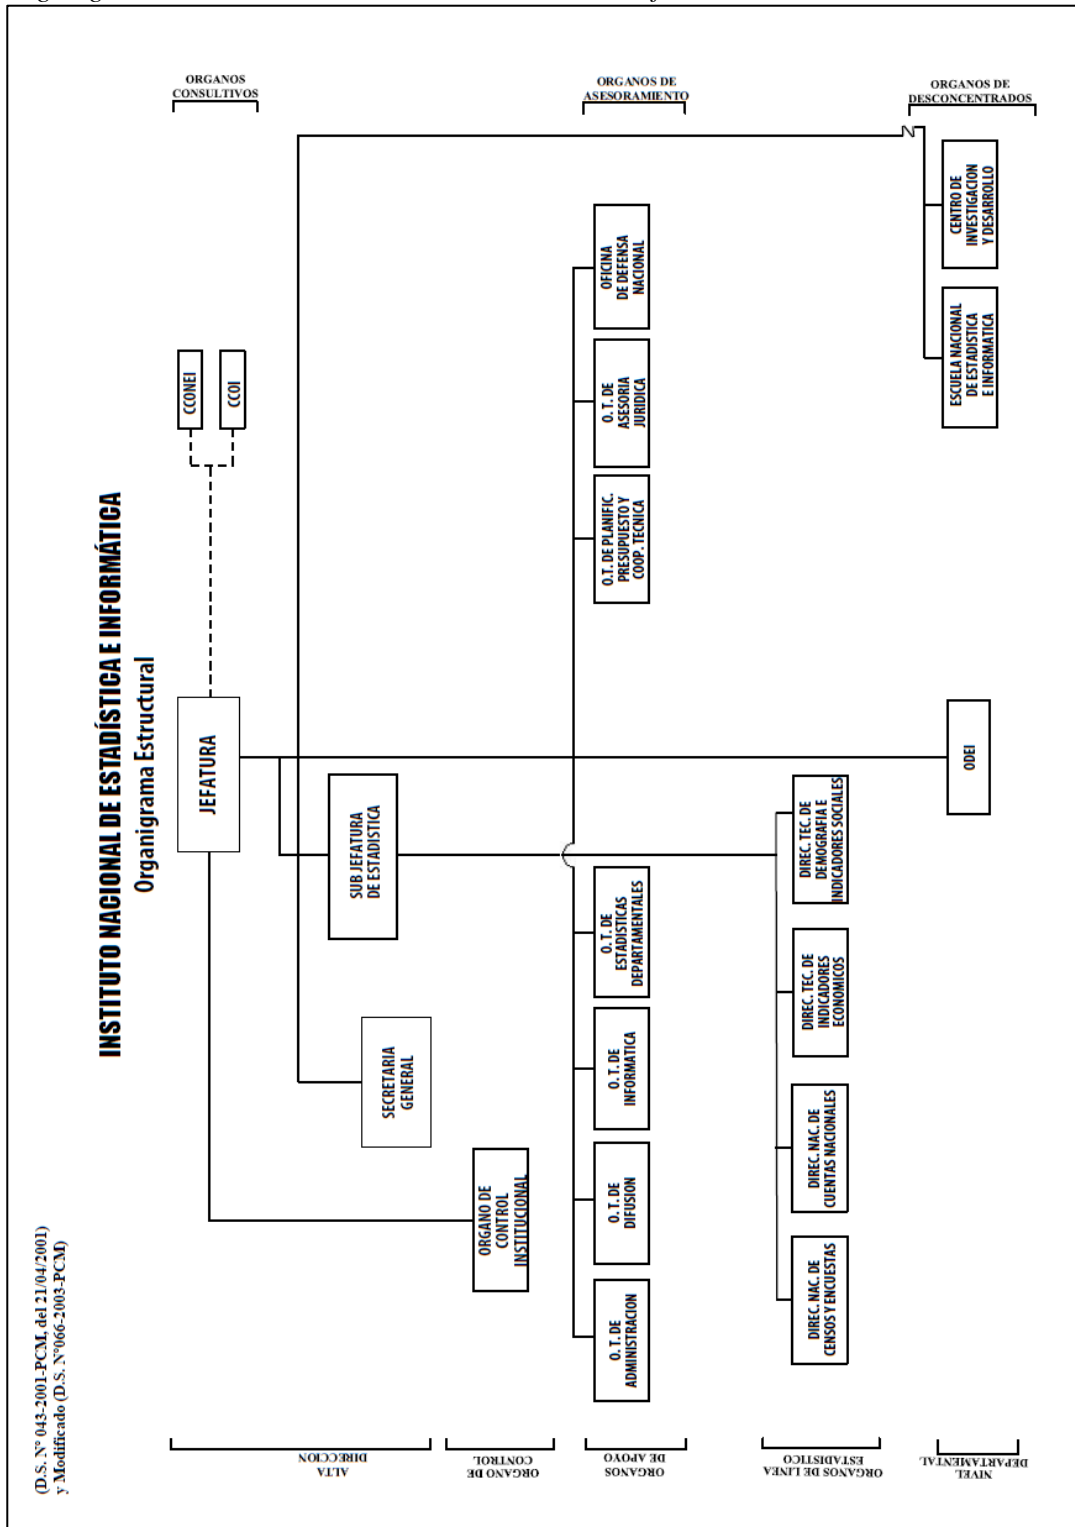 (D.S. Nº 043-2001-PCM, del 21/04/2001)
y Modificado (D.S. N°066-2003-PCM)
INSTITUTO NACIONAL DE ESTADÍSTICA E INFORMÁTICA
Organigrama Estructural
ORGANOS
CONSULTIVOS
CCONEI
CCOI
JEFATURA
ALTA
DIRECCION
SUB JEFATURA
DE ESTADISTICA
SECRETARIA
GENERAL
ORGANO DE
CONTROL
ORGANO DE
CONTROL
INSTITUCIONAL
ORGANOS
DE APOYO
O. T. DE
ADMINISTRACION
O. T. DE
DIFUSION
O. T. DE
INFORMATICA
O. T. DE
ESTADISTICAS
DEPARTAMENTALES
O.T. DE PLANIFIC.
PRESUPUESTO Y
COOP. TECNICA
O.T. DE
ASESORIA
JURIDICA
OFICINA
DE DEFENSA
NACIONAL
ORGANOS DE
ASESORAMIENTO
ORGANOS DE LINEA
ESTADISTICO
DIREC. NAC. DE
CENSOS Y ENCUESTAS
DIREC. NAC. DE
CUENTAS NACIONALES
DIREC. TEC. DE
INDICADORES
ECONOMICOS
DIREC. TEC. DE
DEMOGRAFIA E
INDICADORES SOCIALES
NIVEL
DEPARTAMENTAL
ODEI
ESCUELA NACIONAL
DE ESTADISTICA
E INFORMATICA
CENTRO DE
INVESTIGACION
Y DESARROLLO
ORGANOS DE
DESCONCENTRADOS